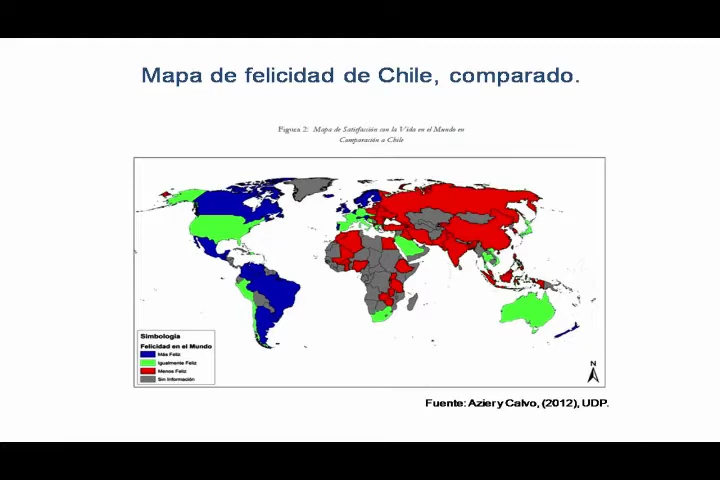 Mapa de felicidad de Chile, comparado.
Figura 2: Mapa de Satisfacción con la Vida en el Mundo en
Comparación a Chile
Simbología
Felicidad en el Mundo
Más Feliz
Igualmente Feliz
Menos Feliz
Sin Información
N
Fuente: Azier y Calvo, (2012), UDP.